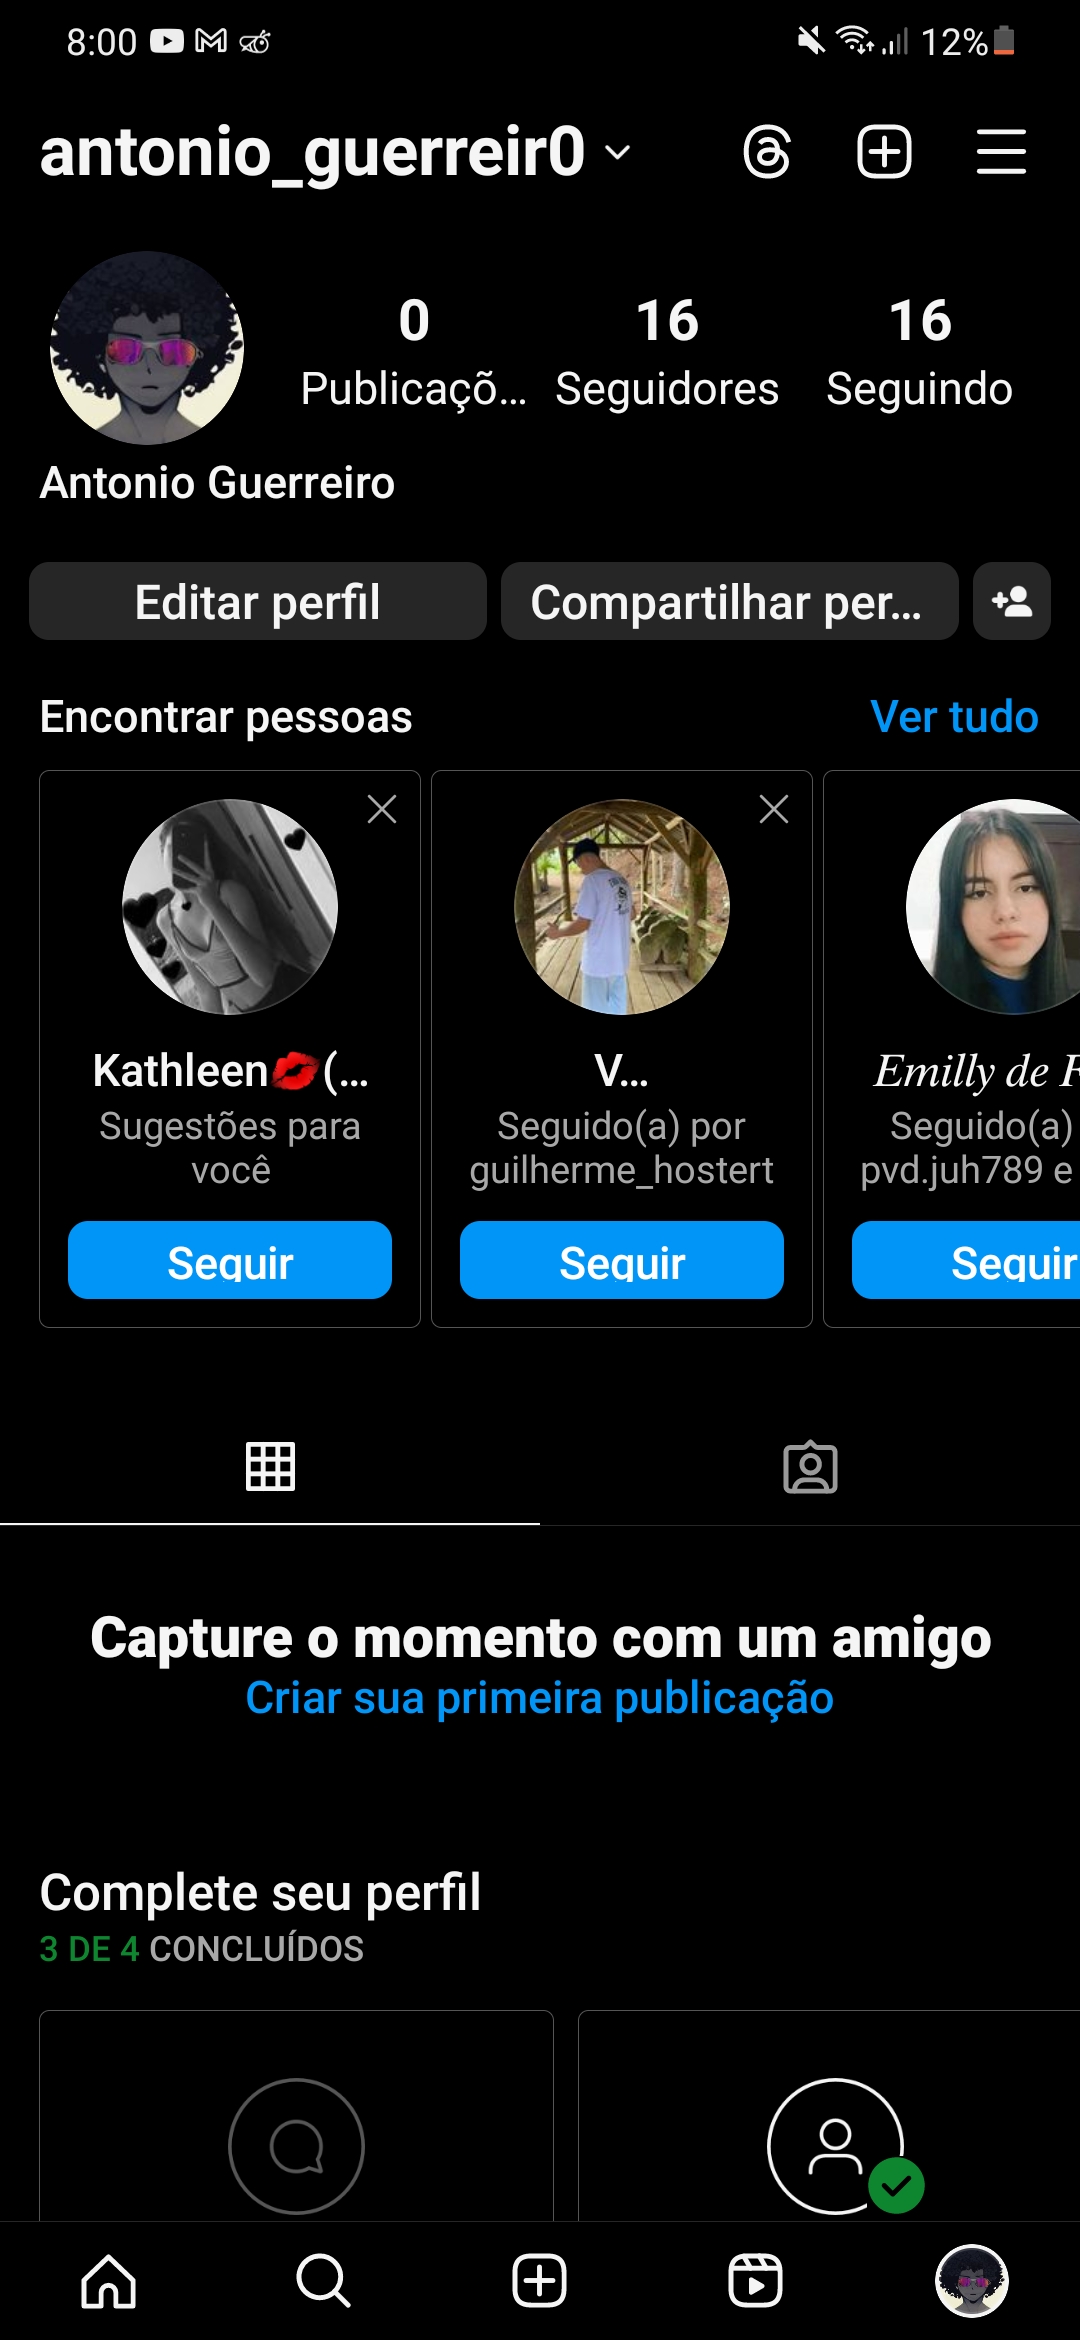 8:00
12%
antonio_guerreir0
0
16
16
Publicaçõ...
Seguidores
Seguindo
Antonio Guerreiro
Editar perfil
Compartilhar per...
Encontrar pessoas
Ver tudo
Kathleen💋(...
Sugestões para
você
Seguir
V...
Seguido(a) por
guilherme_hostert
Seguir
Emilly de F
Seguido(a)
pvd.juh789 e
Seguir
Capture o momento com um amigo
Criar sua primeira publicação
Complete seu perfil
3 DE 4 CONCLUÍDOS